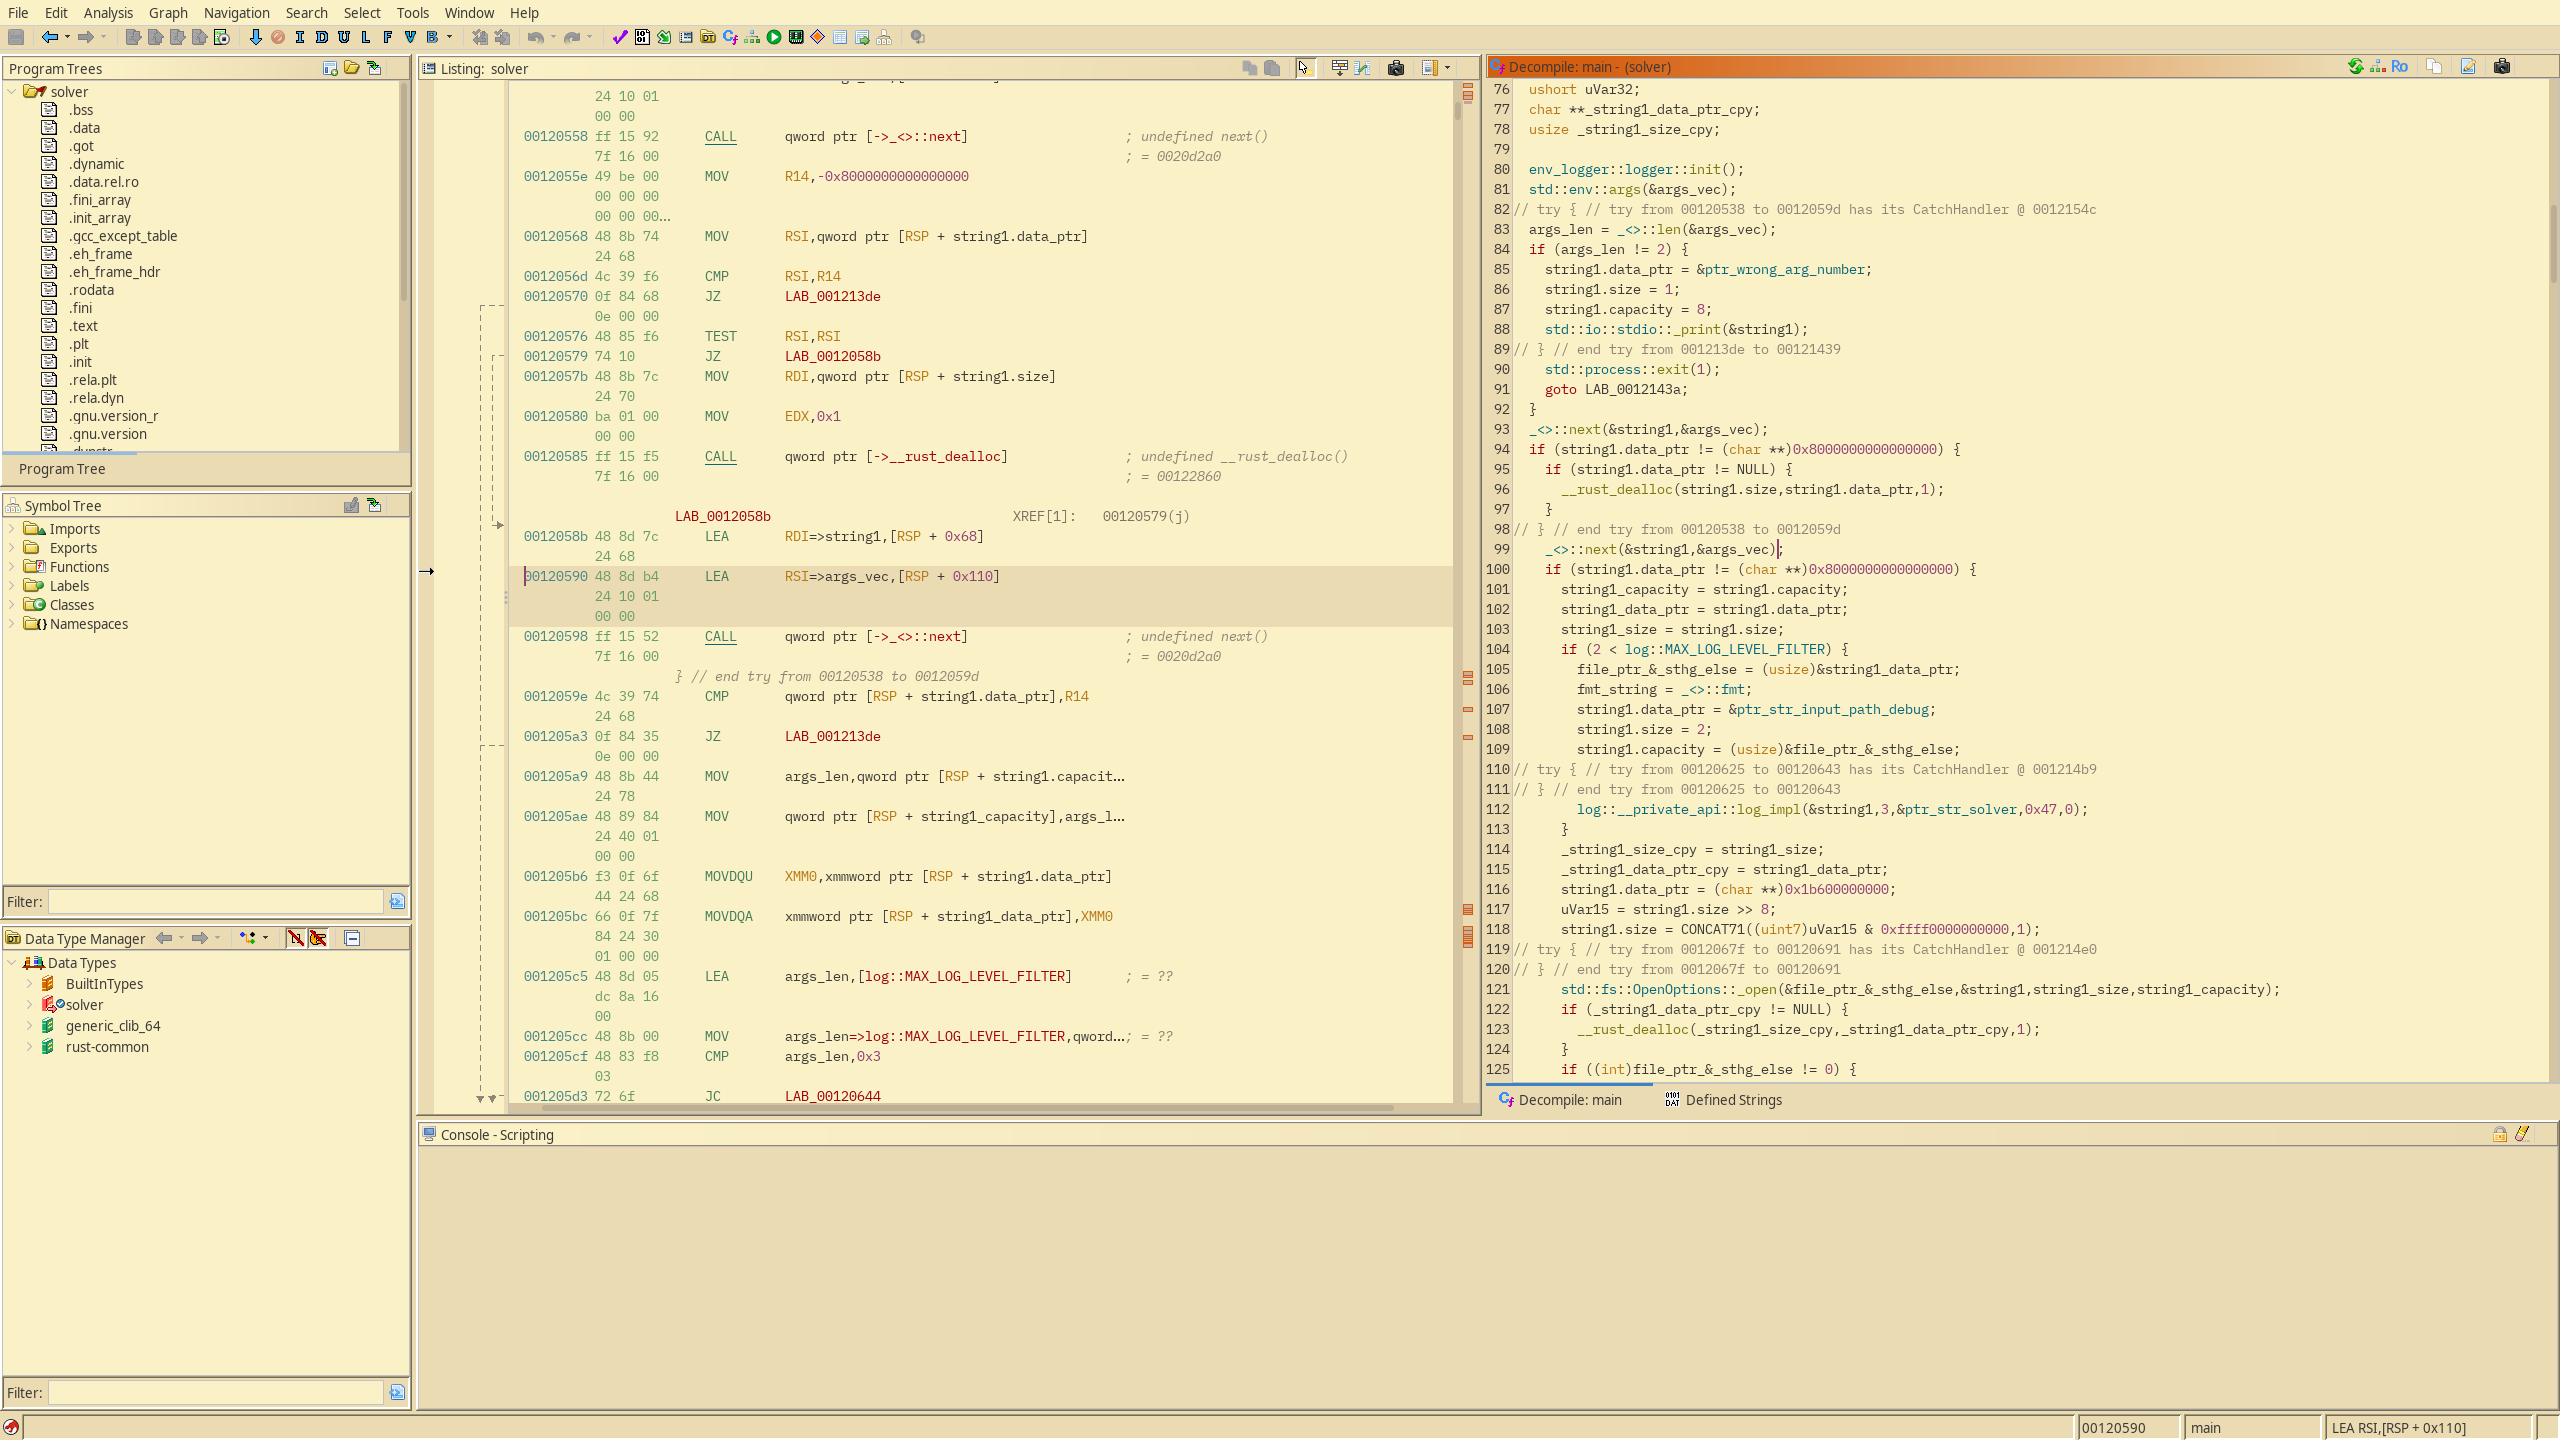 File Edit Analysis Graph Navigation Search Select Tools Window Help
I D U L F V B
Program Trees
solver
.bss
.data
.got
.dynamic
.data.rel.ro
.fini_array
.init_array
.gcc_except_table
.eh_frame
.eh_frame_hdr
.rodata
.fini
.text
.plt
.init
.rela.plt
.rela.dyn
.gnu.version_r
.gnu.version
Program Tree
Symbol Tree
Imports
Exports
Functions
Labels
Classes
Namespaces
Filter:
Data Type Manager
Data Types
BuiltInTypes
solver
generic_clib_64
rust-common
Filter:
Listing: solver
24 10 01
00 00
00120558 ff 15 92 CALL qword ptr [->_<>::next] ; undefined next()
7f 16 00 ; = 0020d2a0
0012055e 49 be 00 MOV R14,-0x8000000000000000
00 00 00
00 00 00...
00120568 48 8b 74 MOV RSI,qword ptr [RSP + string1.data_ptr]
24 68
0012056d 4c 39 f6 CMP RSI,R14
00120570 0f 84 68 JZ LAB_001213de
0e 00 00
00120576 48 85 f6 TEST RSI,RSI
00120579 74 10 JZ LAB_0012058b
0012057b 48 8b 7c MOV RDI,qword ptr [RSP + string1.size]
24 70
00120580 ba 01 00 MOV EDX,0x1
00 00
00120585 ff 15 f5 CALL qword ptr [->__rust_dealloc] ; undefined __rust_dealloc()
7f 16 00 ; = 00122860
LAB_0012058b XREF[1]: 00120579(j)
0012058b 48 8d 7c LEA RDI=>string1,[RSP + 0x68]
24 68
00120590 48 8d b4 LEA RSI=>args_vec,[RSP + 0x110]
24 10 01
00 00
00120598 ff 15 52 CALL qword ptr [->_<>::next] ; undefined next()
7f 16 00 ; = 0020d2a0
} // end try from 00120538 to 0012059d
0012059e 4c 39 74 CMP qword ptr [RSP + string1.data_ptr],R14
24 68
001205a3 0f 84 35 JZ LAB_001213de
0e 00 00
001205a9 48 8b 44 MOV args_len,qword ptr [RSP + string1.capacit...
24 78
001205ae 48 89 84 MOV qword ptr [RSP + string1_capacity],args_l...
24 40 01
00 00
001205b6 f3 0f 6f MOVDQU XMM0,xmmword ptr [RSP + string1.data_ptr]
44 24 68
001205bc 66 0f 7f MOVDQA xmmword ptr [RSP + string1_data_ptr],XMM0
84 24 30
01 00 00
001205c5 48 8d 05 LEA args_len,[log::MAX_LOG_LEVEL_FILTER] ; = ??
dc 8a 16
00
001205cc 48 8b 00 MOV args_len=>log::MAX_LOG_LEVEL_FILTER,qword... ; = ??
001205cf 48 83 f8 CMP args_len,0x3
03
001205d3 72 6f JC LAB_00120644
Decompile: main - (solver)
Ro
76 ushort uVar32;
77 char **_string1_data_ptr_cpy;
78 usize _string1_size_cpy;
79
80 env_logger::logger::init();
81 std::env::args(&args_vec);
82 // try { // try from 00120538 to 0012059d has its CatchHandler @ 0012154c
83 args_len = _<>::len(&args_vec);
84 if (args_len != 2) {
85 string1.data_ptr = &ptr_wrong_arg_number;
86 string1.size = 1;
87 string1.capacity = 8;
88 std::io::stdio::_print(&string1);
89 // } // end try from 001213de to 00121439
90 std::process::exit(1);
91 goto LAB_0012143a;
92 }
93 _<>::next(&string1,&args_vec);
94 if (string1.data_ptr != (char **)0x8000000000000000) {
95 if (string1.data_ptr != NULL) {
96 __rust_dealloc(string1.size,string1.data_ptr,1);
97 }
98 // } // end try from 00120538 to 0012059d
99 _<>::next(&string1,&args_vec);
100 if (string1.data_ptr != (char **)0x8000000000000000) {
101 string1_capacity = string1.capacity;
102 string1_data_ptr = string1.data_ptr;
103 string1_size = string1.size;
104 if (2 < log::MAX_LOG_LEVEL_FILTER) {
105 file_ptr_&_sthg_else = (usize)&string1_data_ptr;
106 fmt_string = _<>::fmt;
107 string1.data_ptr = &ptr_str_input_path_debug;
108 string1.size = 2;
109 string1.capacity = (usize)&file_ptr_&_sthg_else;
110 // try { // try from 00120625 to 00120643 has its CatchHandler @ 001214b9
111 // } // end try from 00120625 to 00120643
112 log::__private_api::log_impl(&string1,3,&ptr_str_solver,0x47,0);
113 }
114 _string1_size_cpy = string1_size;
115 _string1_data_ptr_cpy = string1_data_ptr;
116 string1.data_ptr = (char **)0x1b600000000;
117 uVar15 = string1.size >> 8;
118 string1.size = CONCAT71((uint7)uVar15 & 0xffff0000000000,1);
119 // try { // try from 0012067f to 00120691 has its CatchHandler @ 001214e0
120 // } // end try from 0012067f to 00120691
121 std::fs::OpenOptions::_open(&file_ptr_&_sthg_else,&string1,string1_size,string1_capacity);
122 if (_string1_data_ptr_cpy != NULL) {
123 __rust_dealloc(_string1_size_cpy,_string1_data_ptr_cpy,1);
124 }
125 if ((int)file_ptr_&_sthg_else != 0) {
Decompile: main Defined Strings
Console - Scripting
00120590 main LEA RSI,[RSP + 0x110]